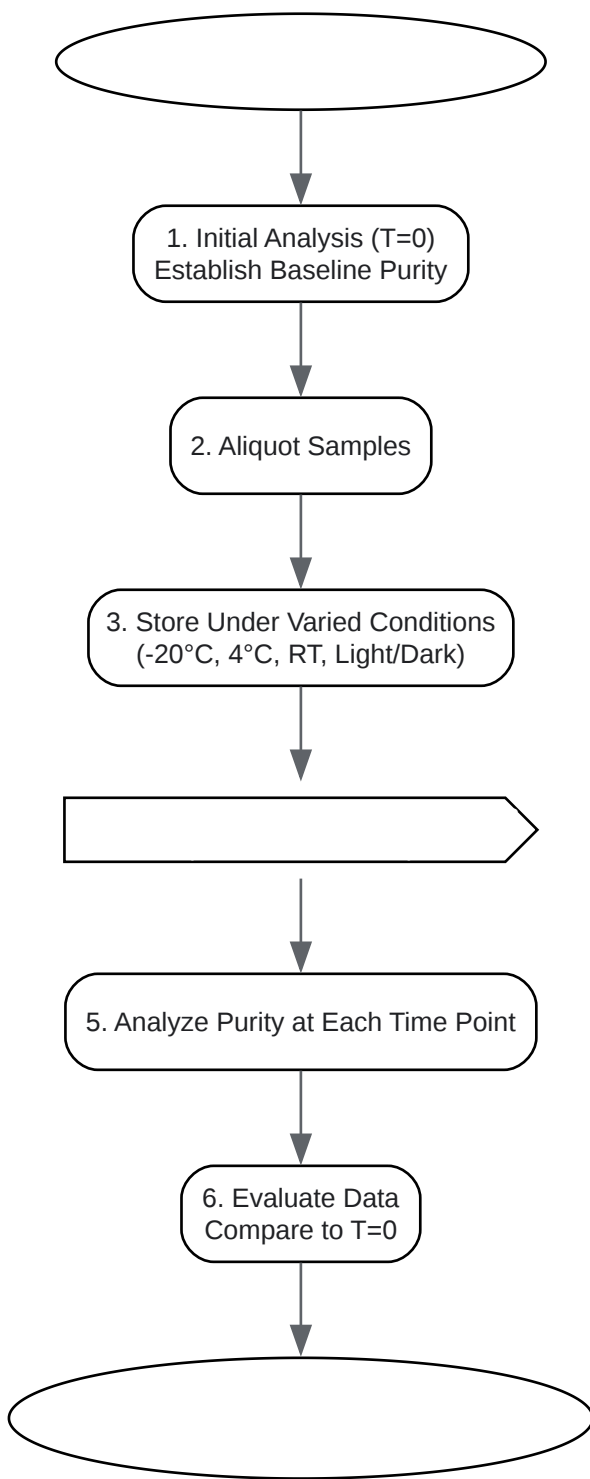 1. Initial Analysis (T=0)
Establish Baseline Purity
2. Aliquot Samples
3. Store Under Varied Conditions
(-20°C, 4°C, RT, Light/Dark)
5. Analyze Purity at Each Time Point
6. Evaluate Data
Compare to T=0